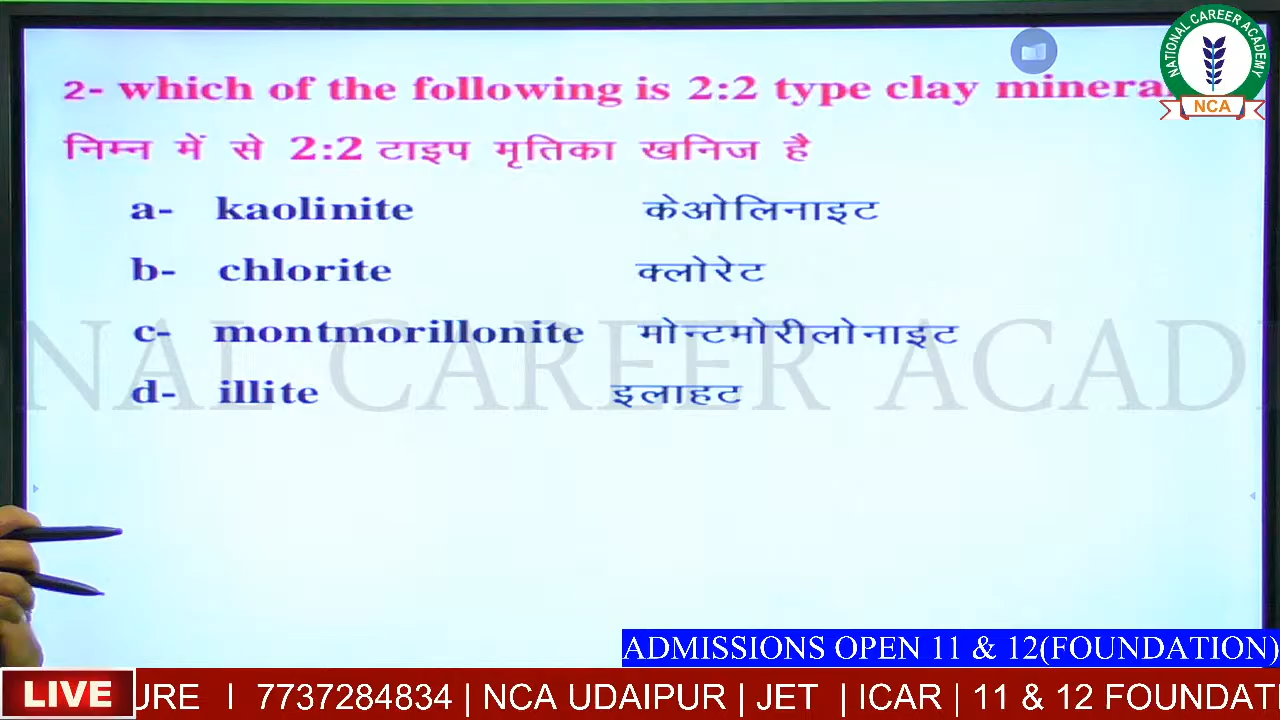 2- which of the following is 2:2 type clay mineral
निम्न में से 2:2 टाइप मृतिका खनिज है
a- kaolinite केओलिनाइट
b- chlorite क्लोरेट
c- montmorillonite मोन्टमोरीलोनाइट
d- illite इलाहट
ONAL CAREER ACAD
NATIONAL CAREER ACADEMY
NCA
ADMISSIONS OPEN 11 & 12(FOUNDATION)
LIVE URE I 7737284834 | NCA UDAIPUR | JET | ICAR | 11 & 12 FOUNDAT